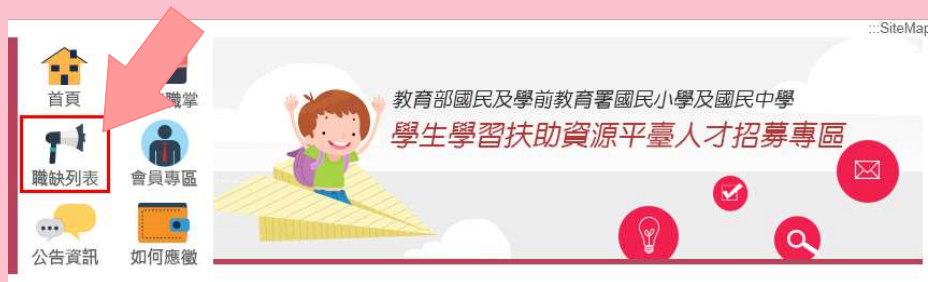 :::SiteMap
首頁
職掌
職缺列表
會員專區
公告資訊
如何應徵
教育部國民及學前教育署國民小學及國民中學
學生學習扶助資源平臺人才招募專區